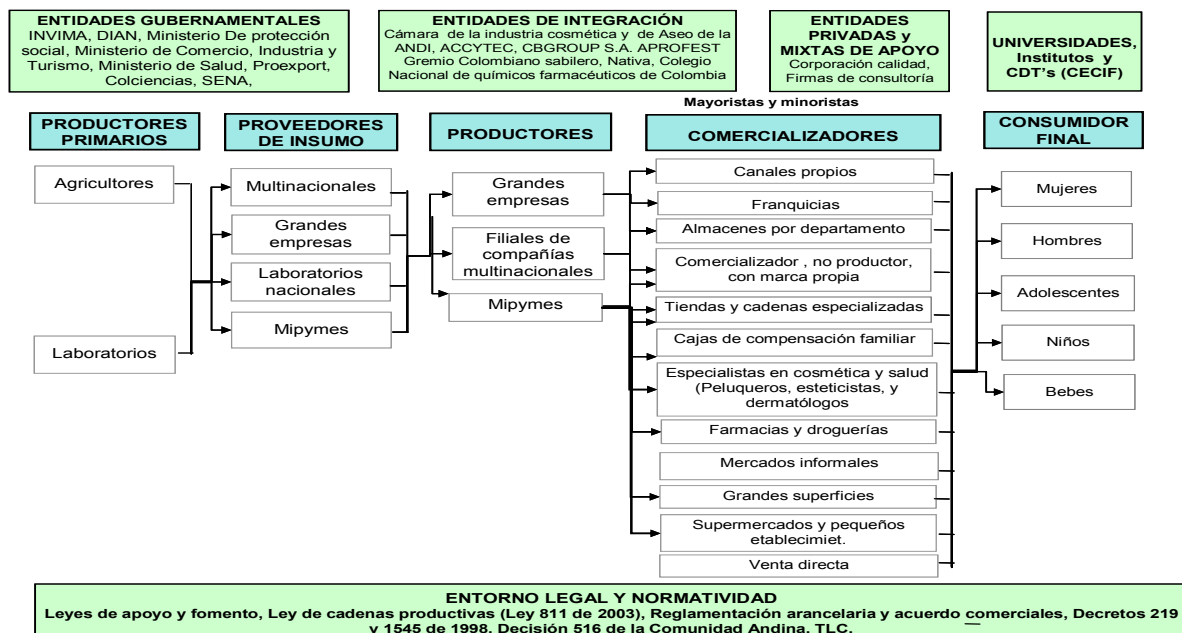 ENTIDADES GUBERNAMENTALES
INVIMA, DIAN, Ministerio De protección
social, Ministerio de Comercio, Industria y
Turismo, Ministerio de Salud, Proexport,
Colciencias, SENA,
ENTIDADES DE INTEGRACIÓN
Cámara de la industria cosmética y de Aseo de la
ANDI, ACCYTEC, CBGROUP S.A. APROFEST
Gremio Colombiano sabilero, Nativa, Colegio
Nacional de químicos farmacéuticos de Colombia
ENTIDADES
PRIVADAS y
MIXTAS DE APOYO
Corporación calidad,
Firmas de consultoría
UNIVERSIDADES,
Institutos y
CDT's (CECIF)
Mayoristas y minoristas
PRODUCTORES
PRIMARIOS
PROVEEDORES
DE INSUMO
PRODUCTORES
COMERCIALIZADORES
CONSUMIDOR
FINAL
Agricultores
Laboratorios
Multinacionales
Grandes
empresas
Laboratorios
nacionales
Mipymes
Grandes
empresas
Filiales de
compañías
multinacionales
Mipymes
Canales propios
Franquicias
Almacenes por departamento
Comercializador , no productor,
con marca propia
Tiendas y cadenas especializadas
Cajas de compensación familiar
Especialistas en cosmética y salud
(Peluqueros, esteticistas, y
dermatólogos
Farmacias y droguerías
Mercados informales
Grandes superficies
Supermercados y pequeños
etablecimiet.
Venta directa
Mujeres
Hombres
Adolescentes
Niños
Bebes
ENTORNO LEGAL Y NORMATIVIDAD
Leyes de apoyo y fomento, Ley de cadenas productivas (Ley 811 de 2003), Reglamentación arancelaria y acuerdo comerciales, Decretos 219
y 1545 de 1998, Decisión 516 de la Comunidad Andina, TLC.